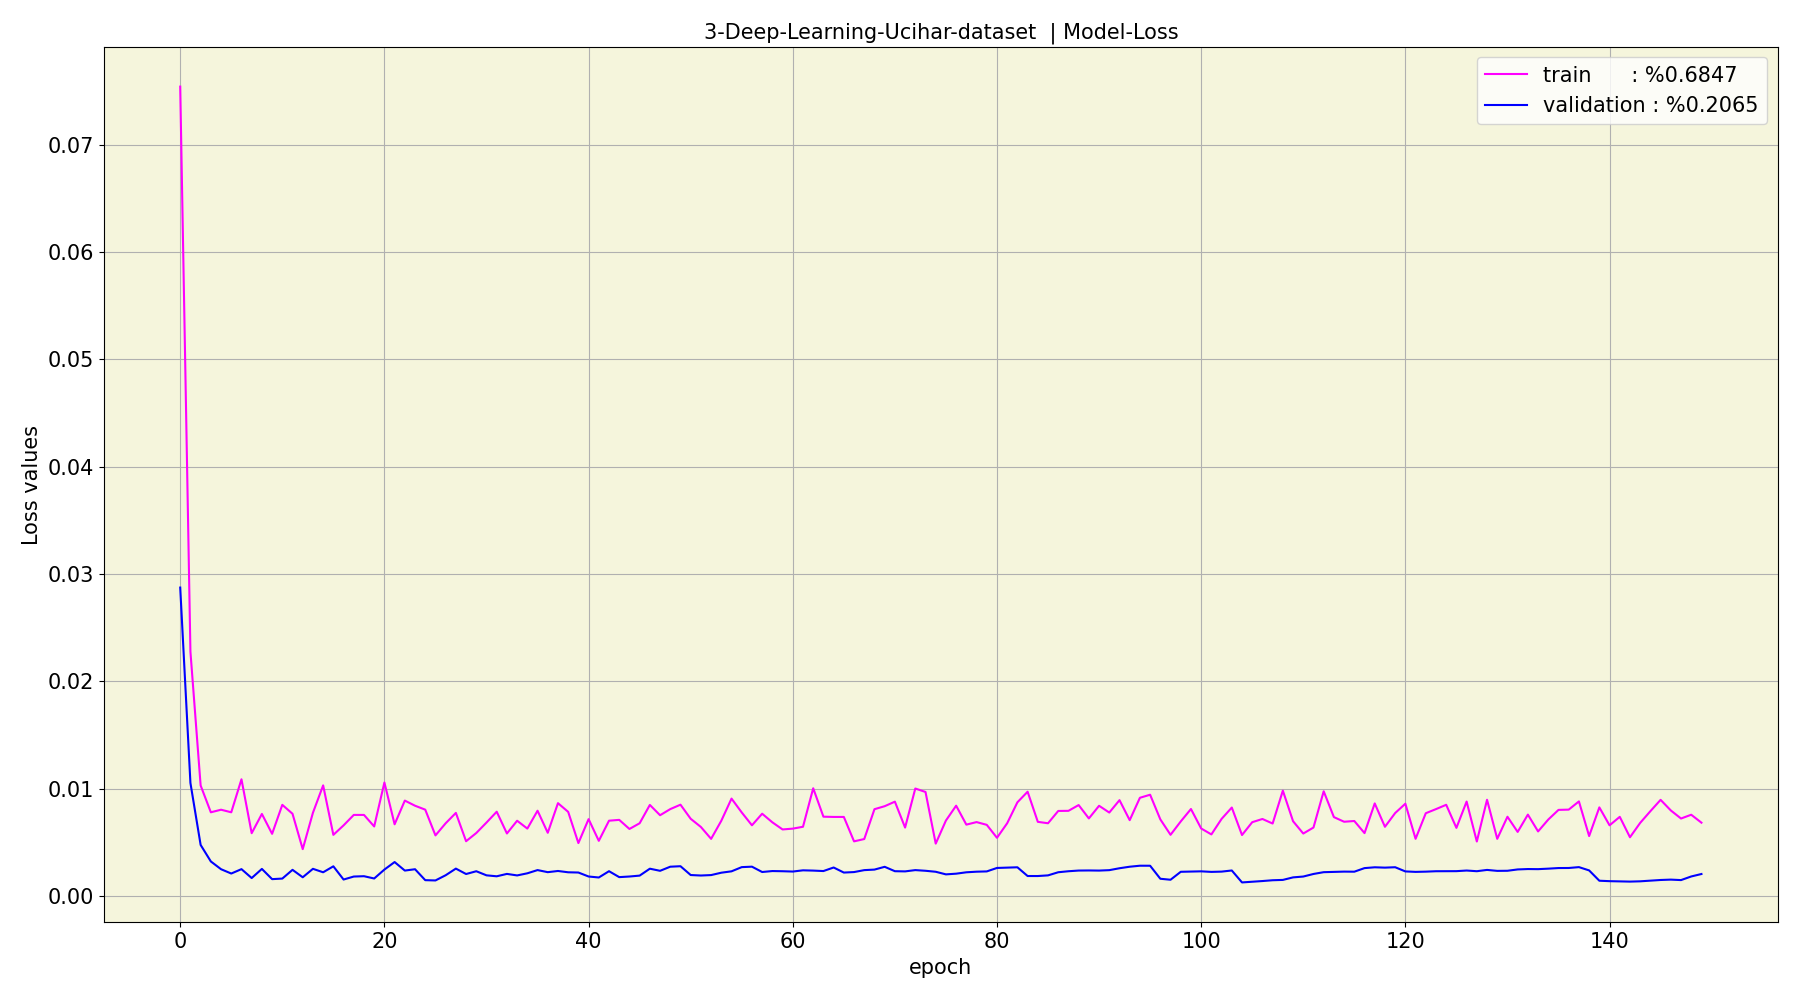 3-Deep-Learning-Ucihar-dataset  | Model-Loss
train      : %0.6847
validation : %0.2065
Loss values
0.07
0.06
0.05
0.04
0.03
0.02
0.01
0.00
0 20 40 60 80 100 120 140
epoch